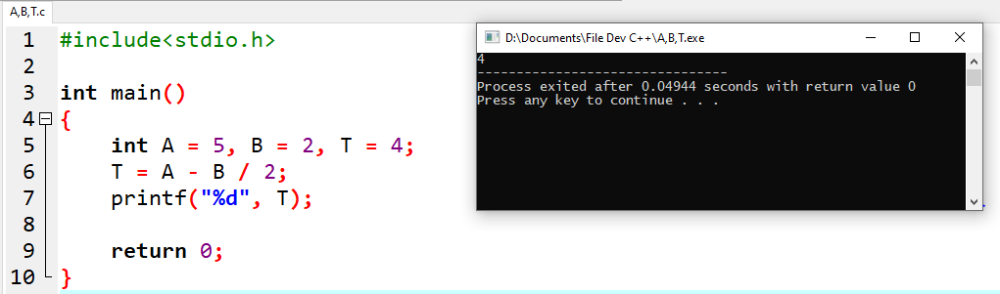 A,B,T.c
1 #include<stdio.h>
2
3 int main()
4 {
5 int A = 5, B = 2, T = 4;
6 T = A - B / 2;
7 printf("%d", T);
8
9 return 0;
10 }
D:\Documents\File Dev C++\A,B,T.exe
4
--------------------------------
Process exited after 0.04944 seconds with return value 0
Press any key to continue . . .